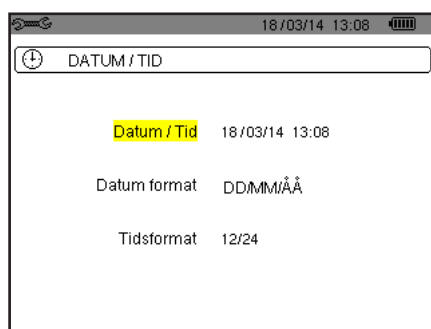 18/03/14 13:08
DATUM / TID
Datum / Tid 18/03/14 13:08
Datum format DD/MM/ÅÅ
Tidsformat 12/24